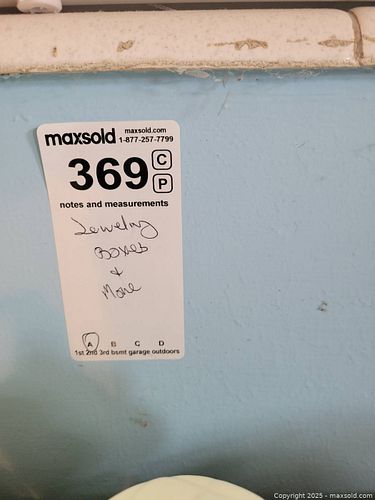 maxsold maxsold.com
1-877-257-7799
369 C
P
notes and measurements
Jewelry
Boxes
&
More
A B C D
1st 2nd 3rd bsmt garage outdoors
Copyright 2025 - maxsold.com